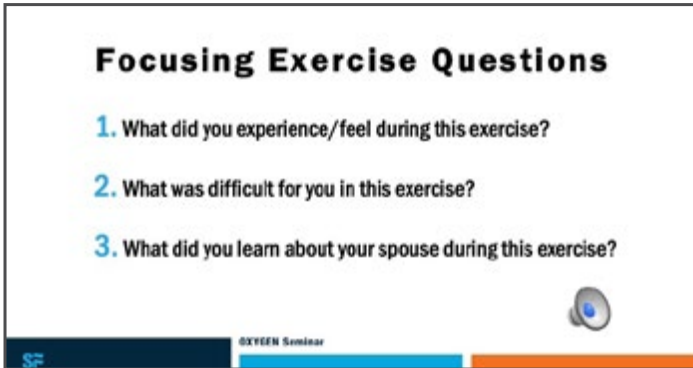 Focusing Exercise Questions
1. What did you experience/feel during this exercise?
2. What was difficult for you in this exercise?
3. What did you learn about your spouse during this exercise?
OXYGEN Seminar
SF